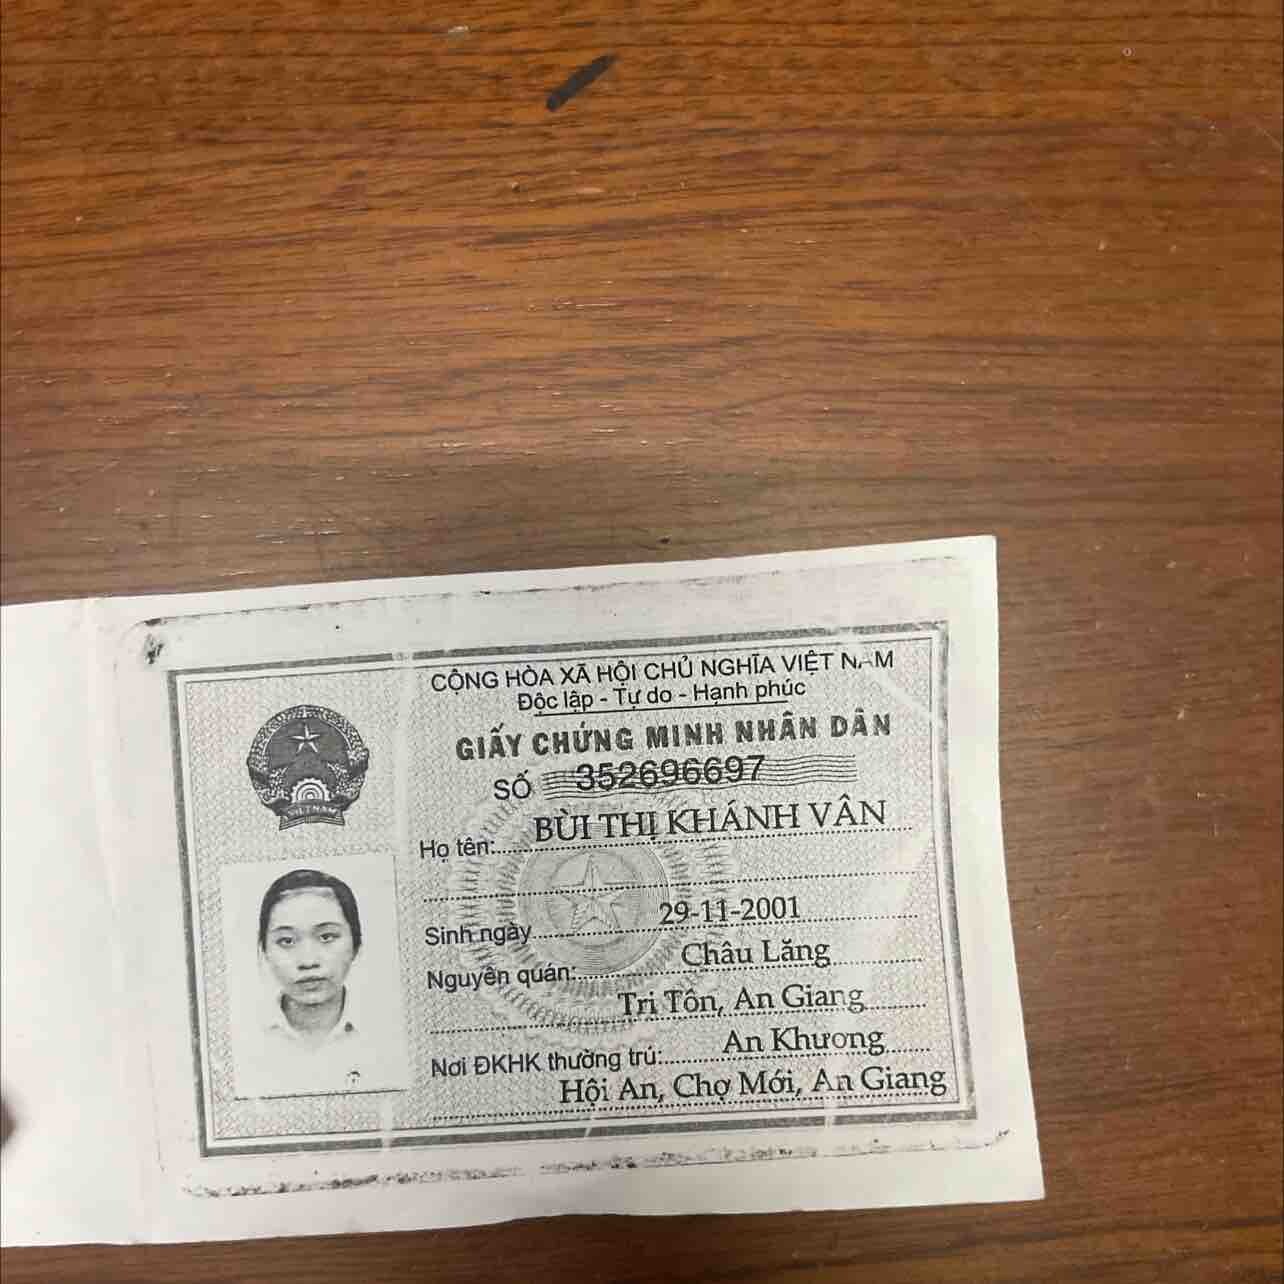 CỘNG HÒA XÃ HỘI CHỦ NGHĨA VIỆT NAM
Độc lập - Tự do - Hạnh phúc
GIẤY CHỨNG MINH NHÂN DÂN
SỐ 352696697
VIETNAM
Họ tên: BÙI THỊ KHÁNH VÂN
Sinh ngày 29-11-2001
Nguyên quán: Châu Lăng
Tri Tôn, An Giang
Nơi ĐKHK thường trú: An Khương
Hội An, Chợ Mới, An Giang